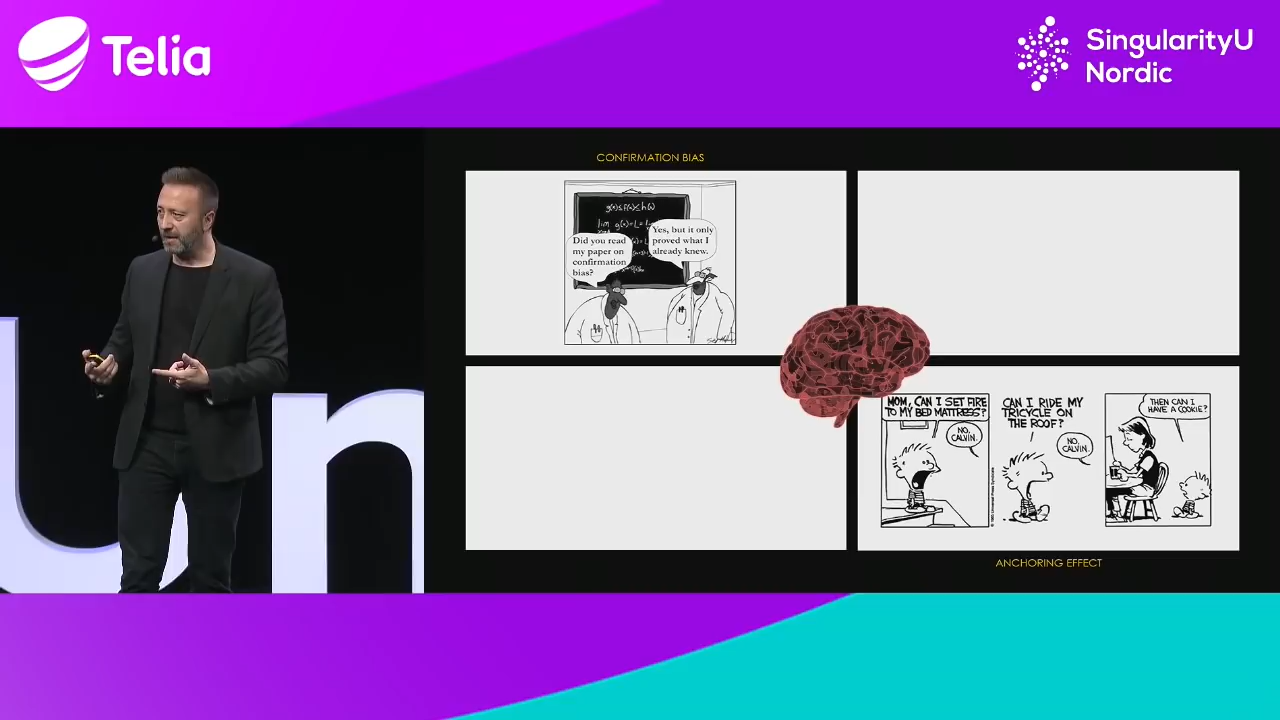 Telia
SingularityU
Nordic
CONFIRMATION BIAS
Did you read
my paper on
confirmation
bias?
Yes, but it only
proved what I
already knew.
MOM, CAN I SET FIRE
TO MY BED MATTRESS?
NO,
CALVIN.
CAN I RIDE MY
TRICYCLE ON
THE ROOF?
NO,
CALVIN.
THEN CAN I
HAVE A COOKIE?
ANCHORING EFFECT
un